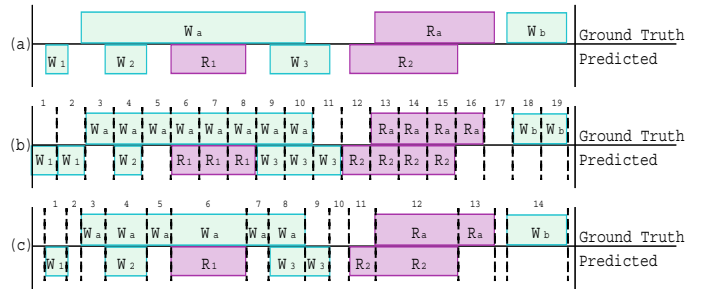 Wa Ra Wb
(a) Ground Truth
W1 W2 R1 W3 R2 Predicted
1 2 3 4 5 6 7 8 9 10 11 12 13 14 15 16 17 18 19
Wa Wa Wa Wa Wa Wa Wa Wa Ra Ra Ra Ra Wb Wb
(b) Ground Truth
W1 W1 W2 R1 R1 R1 W3 W3 W3 R2 R2 R2 R2 Predicted
1 2 3 4 5 6 7 8 9 10 11 12 13 14
Wa Wa Wa Wa Wa Wa Ra Ra Wb
(c) Ground Truth
W1 W2 R1 W3 W3 R2 R2 Predicted